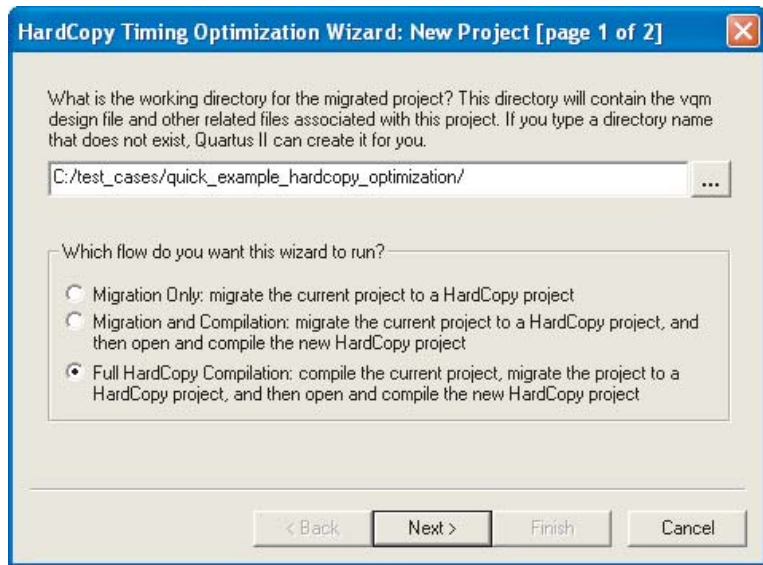 HardCopy Timing Optimization Wizard: New Project [page 1 of 2]
What is the working directory for the migrated project? This directory will contain the vqm
design file and other related files associated with this project. If you type a directory name
that does not exist, Quartus II can create it for you.
C:/test_cases/quick_example_hardcopy_optimization/
...
Which flow do you want this wizard to run?
Migration Only: migrate the current project to a HardCopy project
Migration and Compilation: migrate the current project to a HardCopy project, and
then open and compile the new HardCopy project
Full HardCopy Compilation: compile the current project, migrate the project to a
HardCopy project, and then open and compile the new HardCopy project
< Back Next > Finish Cancel